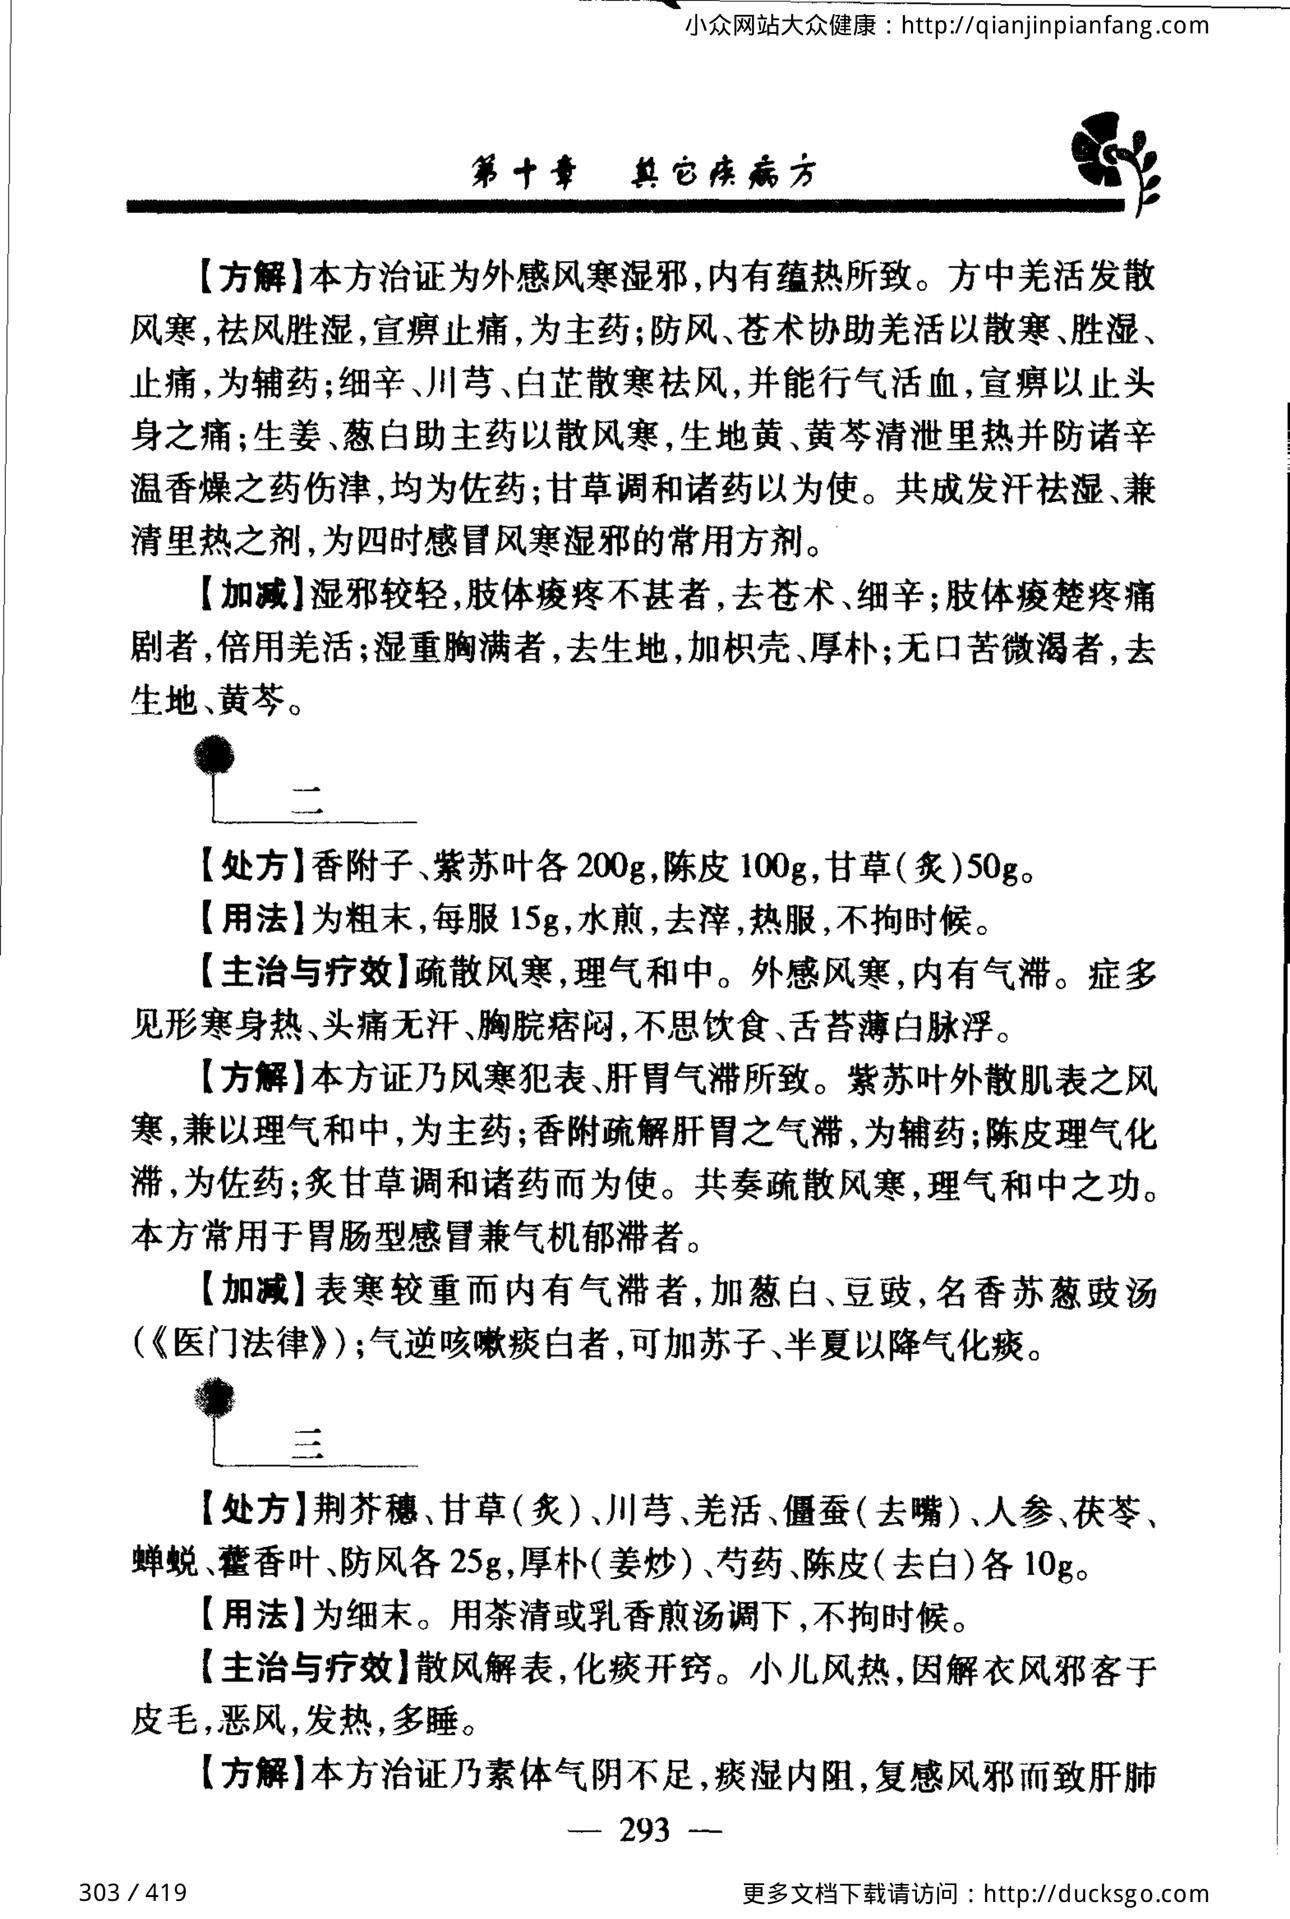 小众网站大众健康：http://qianjinpianfang.com
第十章 其它疾病方
【方解】本方治证为外感风寒湿邪,内有蕴热所致。方中羌活发散
风寒,祛风胜湿,宣痹止痛,为主药;防风、苍术协助羌活以散寒、胜湿、
止痛,为辅药;细辛、川芎、白芷散寒祛风,并能行气活血,宣痹以止头
身之痛;生姜、葱白助主药以散风寒,生地黄、黄芩清泄里热并防诸辛
温香燥之药伤津,均为佐药;甘草调和诸药以为使。共成发汗祛湿、兼
清里热之剂,为四时感冒风寒湿邪的常用方剂。
【加减】湿邪较轻,肢体痠疼不甚者,去苍术、细辛;肢体痠楚疼痛
剧者,倍用羌活;湿重胸满者,去生地,加枳壳、厚朴;无口苦微渴者,去
生地、黄芩。
二
【处方】香附子、紫苏叶各 200g,陈皮 100g,甘草(炙)50g。
【用法】为粗末,每服 15g,水煎,去滓,热服,不拘时候。
【主治与疗效】疏散风寒,理气和中。外感风寒,内有气滞。症多
见形寒身热、头痛无汗、胸脘痞闷,不思饮食、舌苔薄白脉浮。
【方解】本方证乃风寒犯表、肝胃气滞所致。紫苏叶外散肌表之风
寒,兼以理气和中,为主药;香附疏解肝胃之气滞,为辅药;陈皮理气化
滞,为佐药;炙甘草调和诸药而为使。共奏疏散风寒,理气和中之功。
本方常用于胃肠型感冒兼气机郁滞者。
【加减】表寒较重而内有气滞者,加葱白、豆豉,名香苏葱豉汤
(《医门法律》);气逆咳嗽痰白者,可加苏子、半夏以降气化痰。
三
【处方】荆芥穗、甘草(炙)、川芎、羌活、僵蚕(去嘴)、人参、茯苓、
蝉蜕、藿香叶、防风各 25g,厚朴(姜炒)、芍药、陈皮(去白)各 10g。
【用法】为细末。用茶清或乳香煎汤调下,不拘时候。
【主治与疗效】散风解表,化痰开窍。小儿风热,因解衣风邪客于
皮毛,恶风,发热,多睡。
【方解】本方治证乃素体气阴不足,痰湿内阻,复感风邪而致肝肺
— 293 —
303 / 419
更多文档下载请访问：http://ducksgo.com